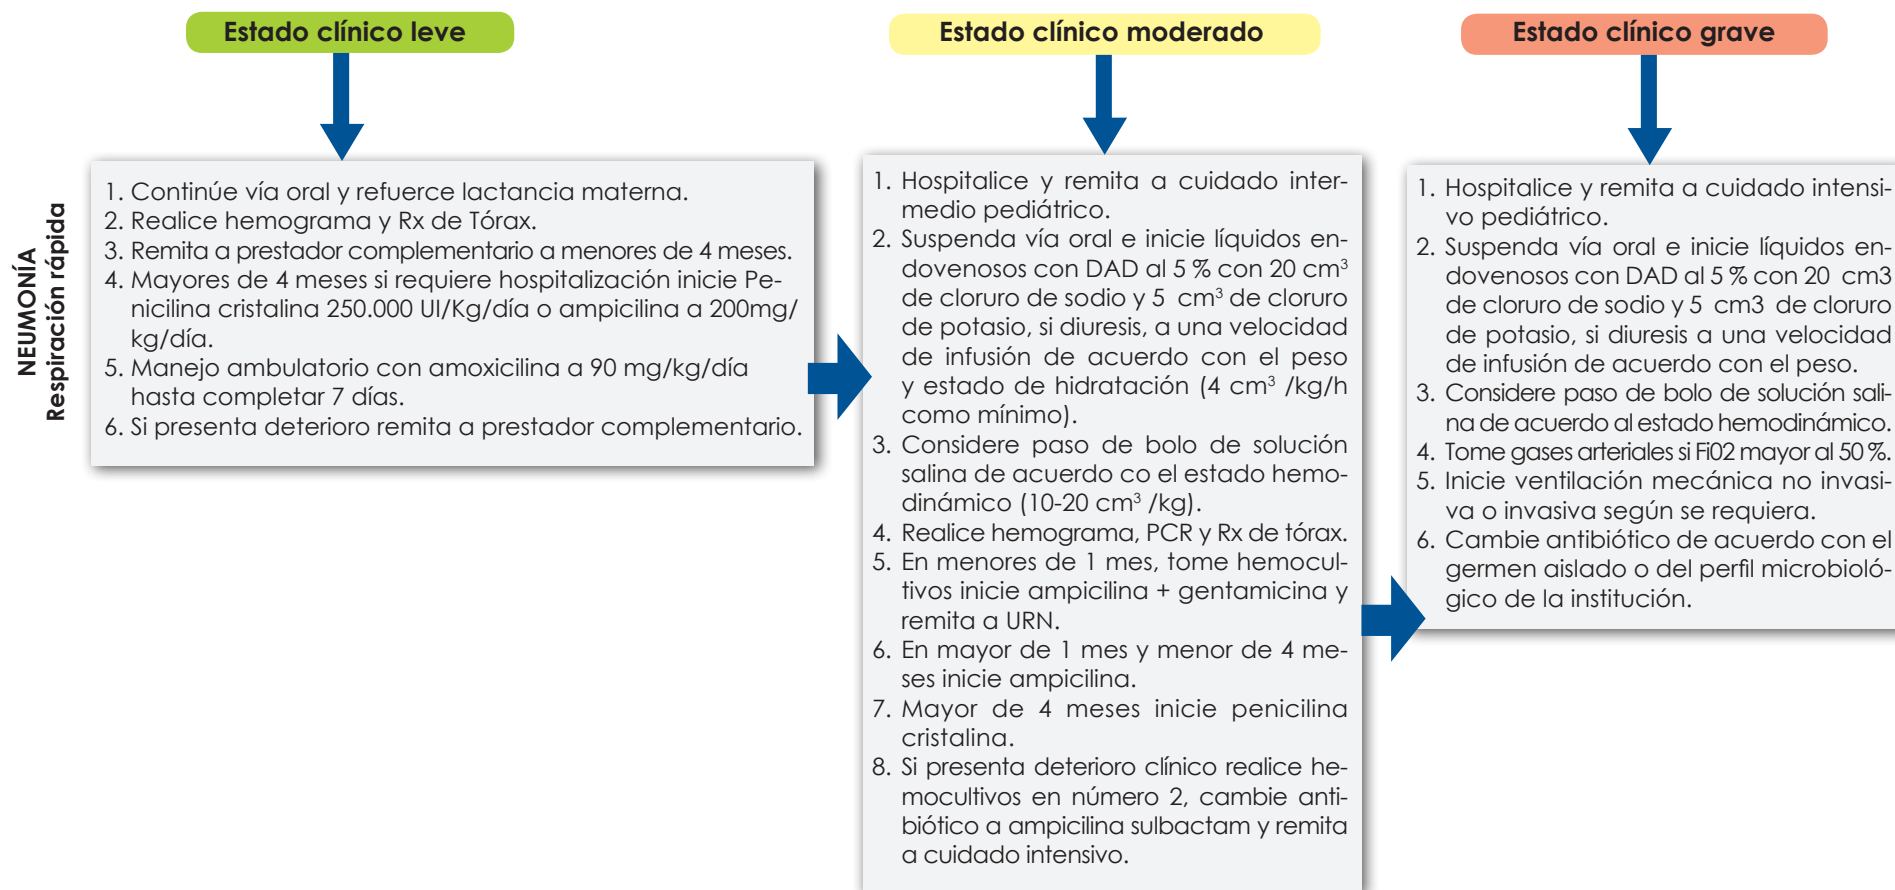 Estado clínico leve
Estado clínico moderado
Estado clínico grave
NEUMONÍA
Respiración rápida
1. Continúe vía oral y refuerce lactancia materna.
2. Realice hemograma y Rx de Tórax.
3. Remita a prestador complementario a menores de 4 meses.
4. Mayores de 4 meses si requiere hospitalización inicie Pe-
nicilina cristalina 250.000 UI/Kg/día o ampicilina a 200mg/
kg/día.
5. Manejo ambulatorio con amoxicilina a 90 mg/kg/día
hasta completar 7 días.
6. Si presenta deterioro remita a prestador complementario.
1. Hospitalice y remita a cuidado inter-
medio pediátrico.
2. Suspenda vía oral e inicie líquidos en-
dovenosos con DAD al 5 % con 20 cm³
de cloruro de sodio y 5 cm³ de cloruro
de potasio, si diuresis, a una velocidad
de infusión de acuerdo con el peso
y estado de hidratación (4 cm³ /kg/h
como mínimo).
3. Considere paso de bolo de solución
salina de acuerdo co el estado hemo-
dinámico (10-20 cm³ /kg).
4. Realice hemograma, PCR y Rx de tórax.
5. En menores de 1 mes, tome hemocul-
tivos inicie ampicilina + gentamicina y
remita a URN.
6. En mayor de 1 mes y menor de 4 me-
ses inicie ampicilina.
7. Mayor de 4 meses inicie penicilina
cristalina.
8. Si presenta deterioro clínico realice he-
mocultivos en número 2, cambie anti-
biótico a ampicilina sulbactam y remita
a cuidado intensivo.
1. Hospitalice y remita a cuidado intensi-
vo pediátrico.
2. Suspenda vía oral e inicie líquidos en-
dovenosos con DAD al 5 % con 20 cm3
de cloruro de sodio y 5 cm3 de cloruro
de potasio, si diuresis a una velocidad
de infusión de acuerdo con el peso.
3. Considere paso de bolo de solución sali-
na de acuerdo al estado hemodinámico.
4. Tome gases arteriales si Fi02 mayor al 50 %.
5. Inicie ventilación mecánica no invasi-
va o invasiva según se requiera.
6. Cambie antibiótico de acuerdo con el
germen aislado o del perfil microbioló-
gico de la institución.